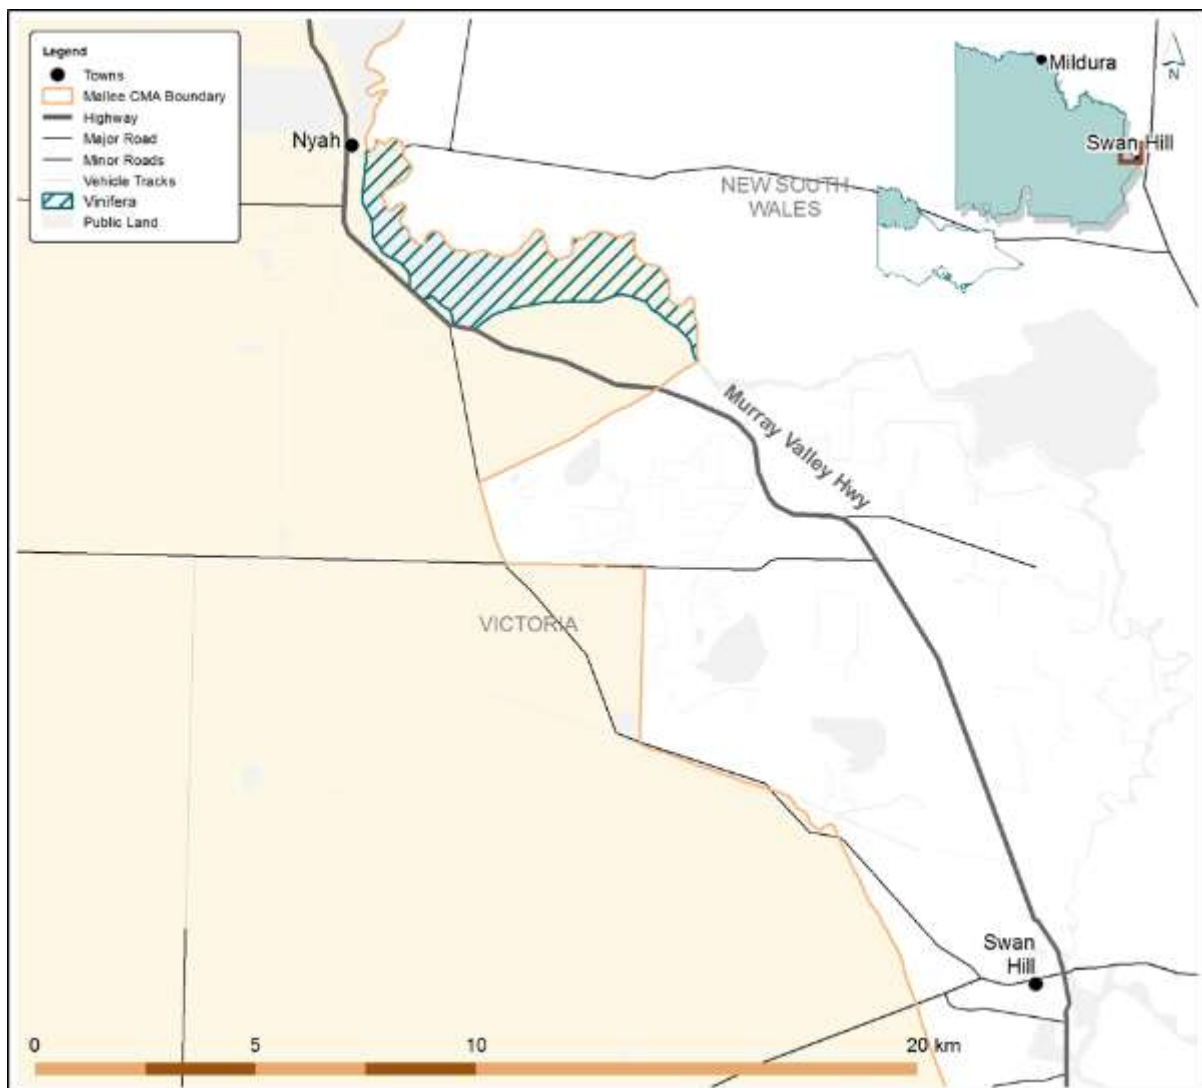 Legend
Towns
Mallee CMA Boundary
Highway
Major Road
Minor Roads
Vehicle Tracks
Vinifera
Public Land
Nyah
Mildura
N
Swan Hill
NEW SOUTH
WALES
Murray Valley Hwy
VICTORIA
Swan
Hill
0
5
10
20 km